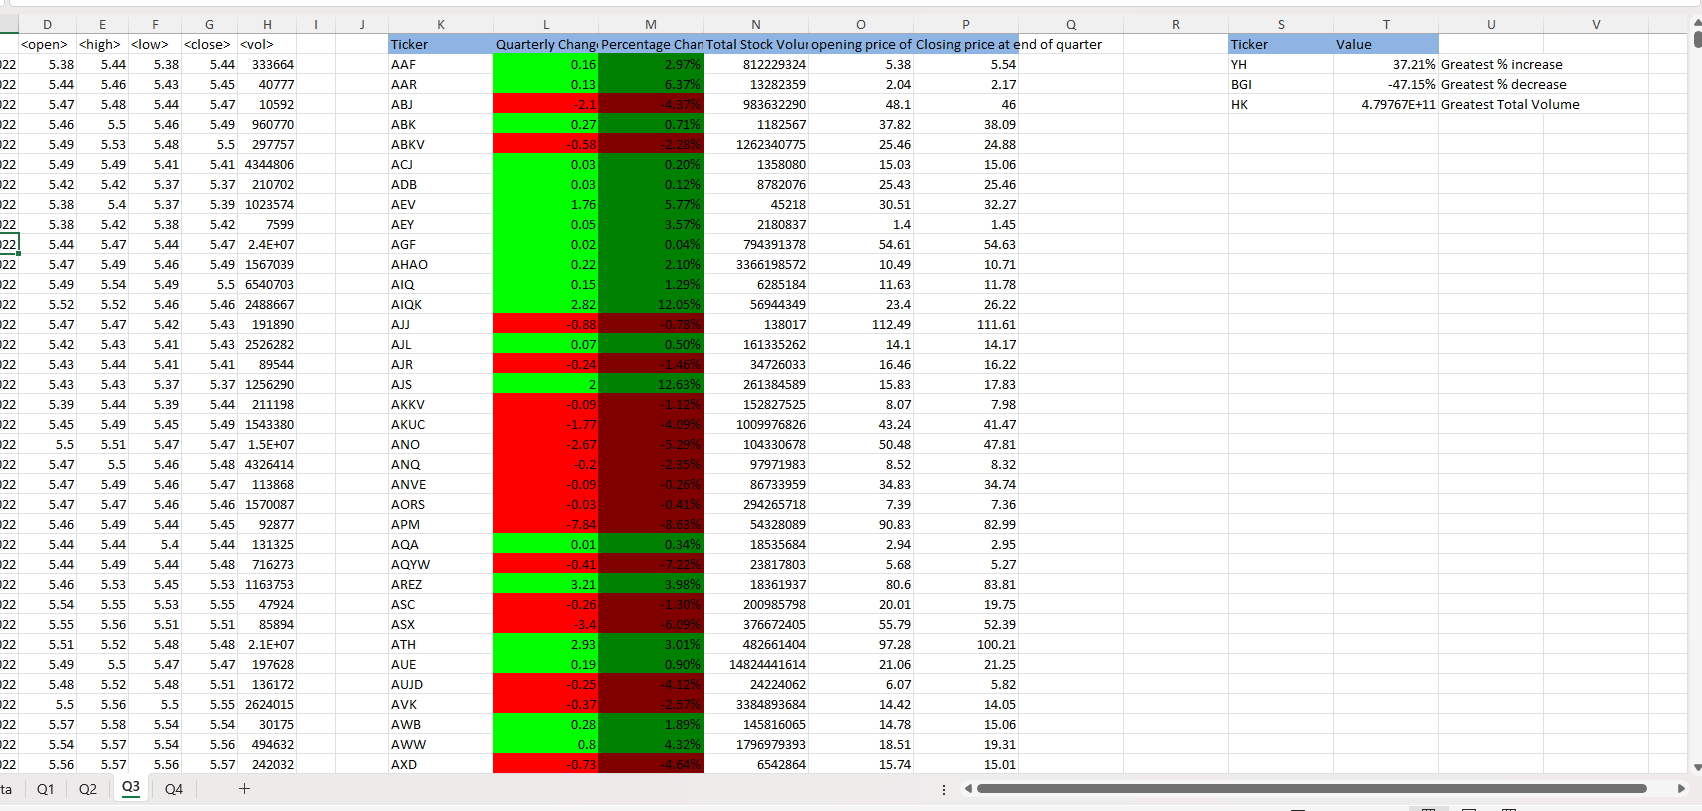 D E F G H I J K L M N O P Q R S T U V
<open> <high> <low> <close> <vol> Ticker Quarterly Change Percentage Chan Total Stock Volu opening price of Closing price at end of quarter Ticker Value
022 5.38 5.44 5.38 5.44 333664 AAF 0.16 2.97% 812229324 5.38 5.54 YH 37.21% Greatest % increase
022 5.44 5.46 5.43 5.45 40777 AAR 0.13 6.37% 13282359 2.04 2.17 BGI -47.15% Greatest % decrease
022 5.47 5.48 5.44 5.47 10592 ABJ -2.1 -4.37% 983632290 48.1 46 HK 4.79767E+11 Greatest Total Volume
022 5.46 5.5 5.46 5.49 960770 ABK 0.27 0.71% 1182567 37.82 38.09
022 5.49 5.53 5.48 5.5 297757 ABKV -0.58 -2.28% 1262340775 25.46 24.88
022 5.49 5.49 5.41 5.41 4344806 ACJ 0.03 0.20% 1358080 15.03 15.06
022 5.42 5.42 5.37 5.37 210702 ADB 0.03 0.12% 8782076 25.43 25.46
022 5.38 5.4 5.37 5.39 1023574 AEV 1.76 5.77% 45218 30.51 32.27
022 5.38 5.42 5.38 5.42 7599 AEY 0.05 3.57% 2180837 1.4 1.45
022 5.44 5.47 5.44 5.47 2.4E+07 AGF 0.02 0.04% 794391378 54.61 54.63
022 5.47 5.49 5.46 5.49 1567039 AHAO 0.22 2.10% 3366198572 10.49 10.71
022 5.49 5.54 5.49 5.5 6540703 AIQ 0.15 1.29% 6285184 11.63 11.78
022 5.52 5.52 5.46 5.46 2488667 AIQK 2.82 12.05% 56944349 23.4 26.22
022 5.47 5.47 5.42 5.43 191890 AJJ -0.88 -0.78% 138017 112.49 111.61
022 5.42 5.43 5.41 5.43 2526282 AJL 0.07 0.50% 161335262 14.1 14.17
022 5.43 5.44 5.41 5.41 89544 AJR -0.24 -1.46% 34726033 16.46 16.22
022 5.43 5.43 5.37 5.37 1256290 AJS 2 12.63% 261384589 15.83 17.83
022 5.39 5.44 5.39 5.44 211198 AKKV -0.09 -1.12% 152827525 8.07 7.98
022 5.45 5.49 5.45 5.49 1543380 AKUC -1.77 -4.09% 1009976826 43.24 41.47
022 5.5 5.51 5.47 5.47 1.5E+07 ANO -2.67 -5.29% 104330678 50.48 47.81
022 5.47 5.5 5.46 5.48 4326414 ANQ -0.2 -2.35% 97971983 8.52 8.32
022 5.47 5.49 5.46 5.47 113868 ANVE -0.09 -0.26% 86733959 34.83 34.74
022 5.47 5.47 5.46 5.46 1570087 AORS -0.03 -0.41% 294265718 7.39 7.36
022 5.46 5.49 5.44 5.45 92877 APM -7.84 -8.63% 54328089 90.83 82.99
022 5.44 5.44 5.4 5.44 131325 AQA 0.01 0.34% 18535684 2.94 2.95
022 5.44 5.49 5.44 5.48 716273 AQYW -0.41 -7.22% 23817803 5.68 5.27
022 5.46 5.53 5.45 5.53 1163753 AREZ 3.21 3.98% 18361937 80.6 83.81
022 5.54 5.55 5.53 5.55 47924 ASC -0.26 -1.30% 200985798 20.01 19.75
022 5.55 5.56 5.51 5.51 85894 ASX -3.4 -6.09% 376672405 55.79 52.39
022 5.51 5.52 5.48 5.48 2.1E+07 ATH 2.93 3.01% 482661404 97.28 100.21
022 5.49 5.5 5.47 5.47 197628 AUE 0.19 0.90% 14824441614 21.06 21.25
022 5.48 5.52 5.48 5.51 136172 AUJD -0.25 -4.12% 24224062 6.07 5.82
022 5.5 5.56 5.5 5.55 2624015 AVK -0.37 -2.57% 3384893684 14.42 14.05
022 5.57 5.58 5.54 5.54 30175 AWB 0.28 1.89% 145816065 14.78 15.06
022 5.54 5.57 5.54 5.56 494632 AWW 0.8 4.32% 1796979393 18.51 19.31
022 5.56 5.57 5.56 5.57 242032 AXD -0.73 -4.64% 6542864 15.74 15.01
ta Q1 Q2 Q3 Q4 +